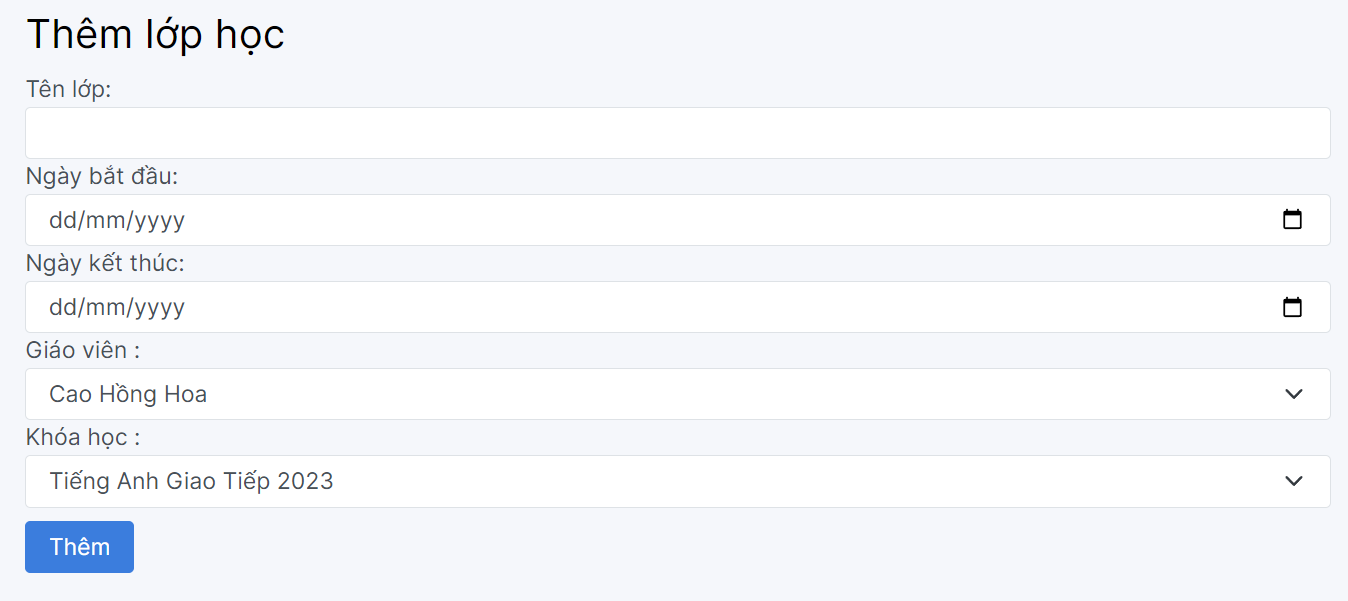 Thêm lớp học
Tên lớp:
Ngày bắt đầu:
dd/mm/yyyy
Ngày kết thúc:
dd/mm/yyyy
Giáo viên :
Cao Hồng Hoa
Khóa học :
Tiếng Anh Giao Tiếp 2023
Thêm